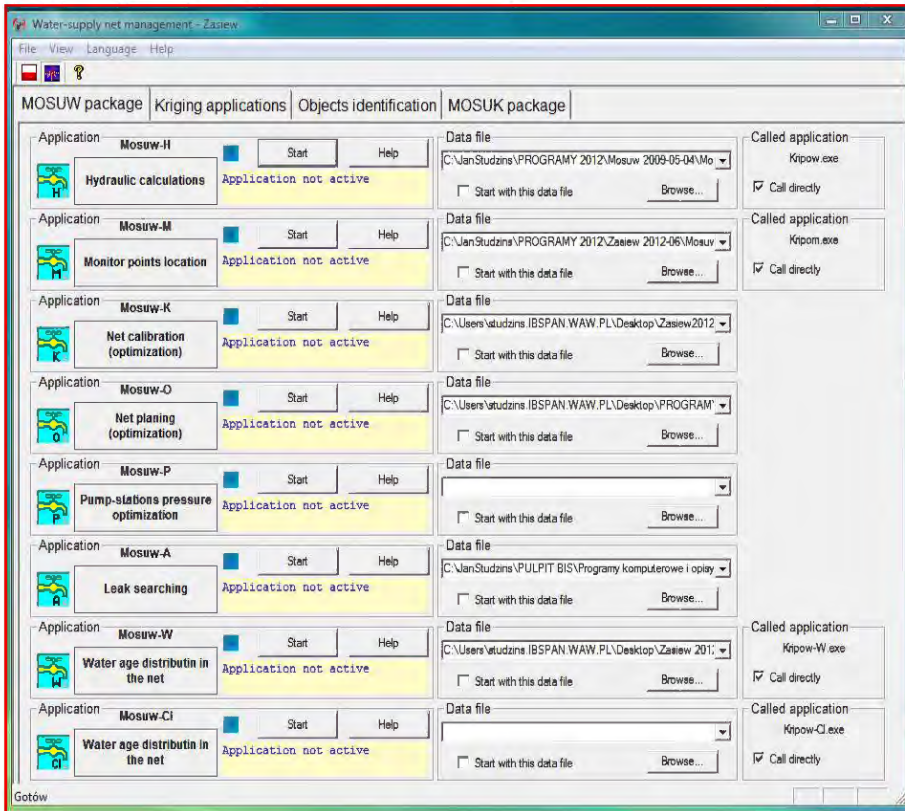 Water-supply net management - Zasiew
File View Language Help
MOSUW package Kriging applications Objects identification MOSUK package
Application Data file Called application
Mosuw-H
H
Hydraulic calculations
Start Help
Application not active
C:\JanStudzins\PROGRAMY 2012\Mosuw 2009-05-04\Mo
Start with this data file Browse...
Kripow.exe
Call directly
Application Data file Called application
Mosuw-M
M
Monitor points location
Start Help
Application not active
C:\JanStudzins\PROGRAMY 2012\Zasiew 2012-06\Mosuv
Start with this data file Browse...
Kripom.exe
Call directly
Application Data file
Mosuw-K
K
Net calibration
(optimization)
Start Help
Application not active
C:\Users\studzins.IBSPAN.WAW.PL\Desktop\Zasiew2012
Start with this data file Browse...
Application Data file
Mosuw-O
O
Net planing
(optimization)
Start Help
Application not active
C:\Users\studzins.IBSPAN.WAW.PL\Desktop\PROGRAM
Start with this data file Browse...
Application Data file
Mosuw-P
P
Pump-stations pressure
optimization
Start Help
Application not active
Start with this data file Browse...
Application Data file
Mosuw-A
A
Leak searching
Start Help
Application not active
C:\JanStudzins\PULPIT BIS\Programy komputerowe i opisy
Start with this data file Browse...
Application Data file Called application
Mosuw-W
W
Water age distributin in
the net
Start Help
Application not active
C:\Users\studzins.IBSPAN.WAW.PL\Desktop\Zasiew 201
Start with this data file Browse...
Kripow-W.exe
Call directly
Application Data file Called application
Mosuw-Cl
Cl
Water age distributin in
the net
Start Help
Application not active
Start with this data file Browse...
Kripow-Cl.exe
Call directly
Gotów